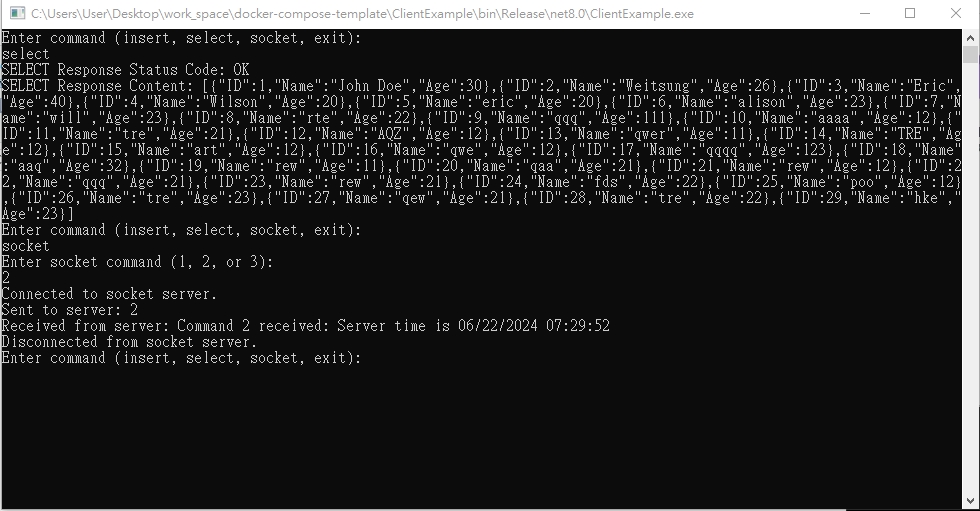 C:\Users\User\Desktop\work_space\docker-compose-template\ClientExample\bin\Release\net8.0\ClientExample.exe
Enter command (insert, select, socket, exit):
select
SELECT Response Status Code: OK
SELECT Response Content: [{"ID":1,"Name":"John Doe","Age":30},{"ID":2,"Name":"Weitsung","Age":26},{"ID":3,"Name":"Eric",
"Age":40},{"ID":4,"Name":"Wilson","Age":20},{"ID":5,"Name":"eric","Age":20},{"ID":6,"Name":"alison","Age":23},{"ID":7,"N
ame":"will","Age":23},{"ID":8,"Name":"rte","Age":22},{"ID":9,"Name":"qqq","Age":111},{"ID":10,"Name":"aaaa","Age":12},{"
ID":11,"Name":"tre","Age":21},{"ID":12,"Name":"AQZ","Age":12},{"ID":13,"Name":"qwer","Age":11},{"ID":14,"Name":"TRE","Ag
e":12},{"ID":15,"Name":"art","Age":12},{"ID":16,"Name":"qwe","Age":12},{"ID":17,"Name":"qqqq","Age":123},{"ID":18,"Name"
:"aaq","Age":32},{"ID":19,"Name":"rew","Age":11},{"ID":20,"Name":"qaa","Age":21},{"ID":21,"Name":"rew","Age":12},{"ID":2
2,"Name":"qqq","Age":21},{"ID":23,"Name":"rew","Age":21},{"ID":24,"Name":"fds","Age":22},{"ID":25,"Name":"poo","Age":12}
,{"ID":26,"Name":"tre","Age":23},{"ID":27,"Name":"qew","Age":21},{"ID":28,"Name":"tre","Age":22},{"ID":29,"Name":"hke","
Age":23}]
Enter command (insert, select, socket, exit):
socket
Enter socket command (1, 2, or 3):
2
Connected to socket server.
Sent to server: 2
Received from server: Command 2 received: Server time is 06/22/2024 07:29:52
Disconnected from socket server.
Enter command (insert, select, socket, exit):